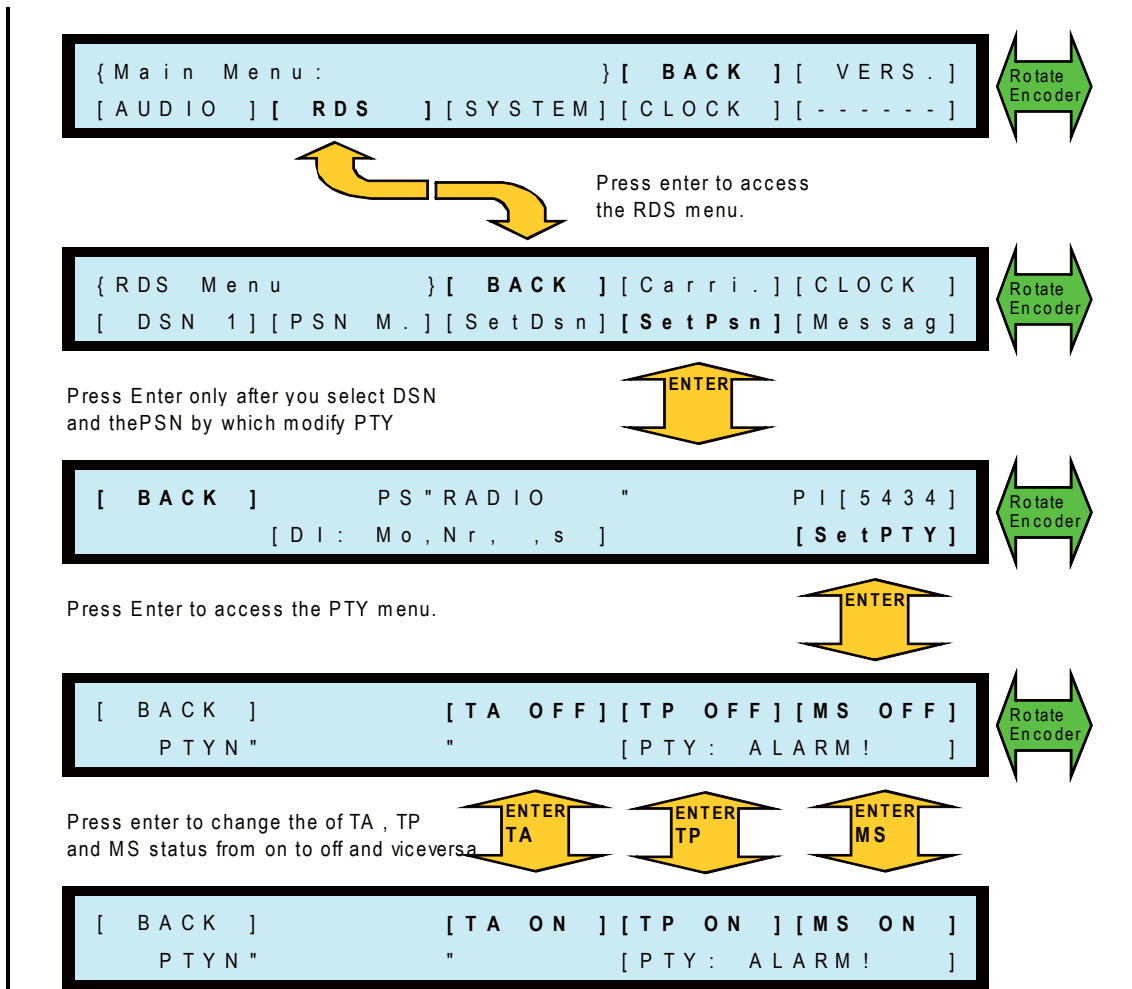 {Main Menu: }[ BACK ][ VERS.]
[AUDIO ][ RDS ][SYSTEM][CLOCK ][------]
Rotate
Encoder
Press enter to access
the RDS menu.
{RDS Menu }[ BACK ][Carri.][CLOCK ]
[ DSN 1][PSN M.][SetDsn][SetPsn][Messag]
Rotate
Encoder
Press Enter only after you select DSN
and thePSN by which modify PTY
ENTER
[ BACK ] PS"RADIO " PI[5434]
[DI: Mo,Nr, ,s ] [SetPTY]
Rotate
Encoder
Press Enter to access the PTY menu.
ENTER
[ BACK ] [TA OFF][TP OFF][MS OFF]
PTYN" " [PTY: ALARM! ]
Rotate
Encoder
Press enter to change the of TA , TP
and MS status from on to off and viceversa
ENTER
TA
ENTER
TP
ENTER
MS
[ BACK ] [TA ON ][TP ON ][MS ON ]
PTYN" " [PTY: ALARM! ]